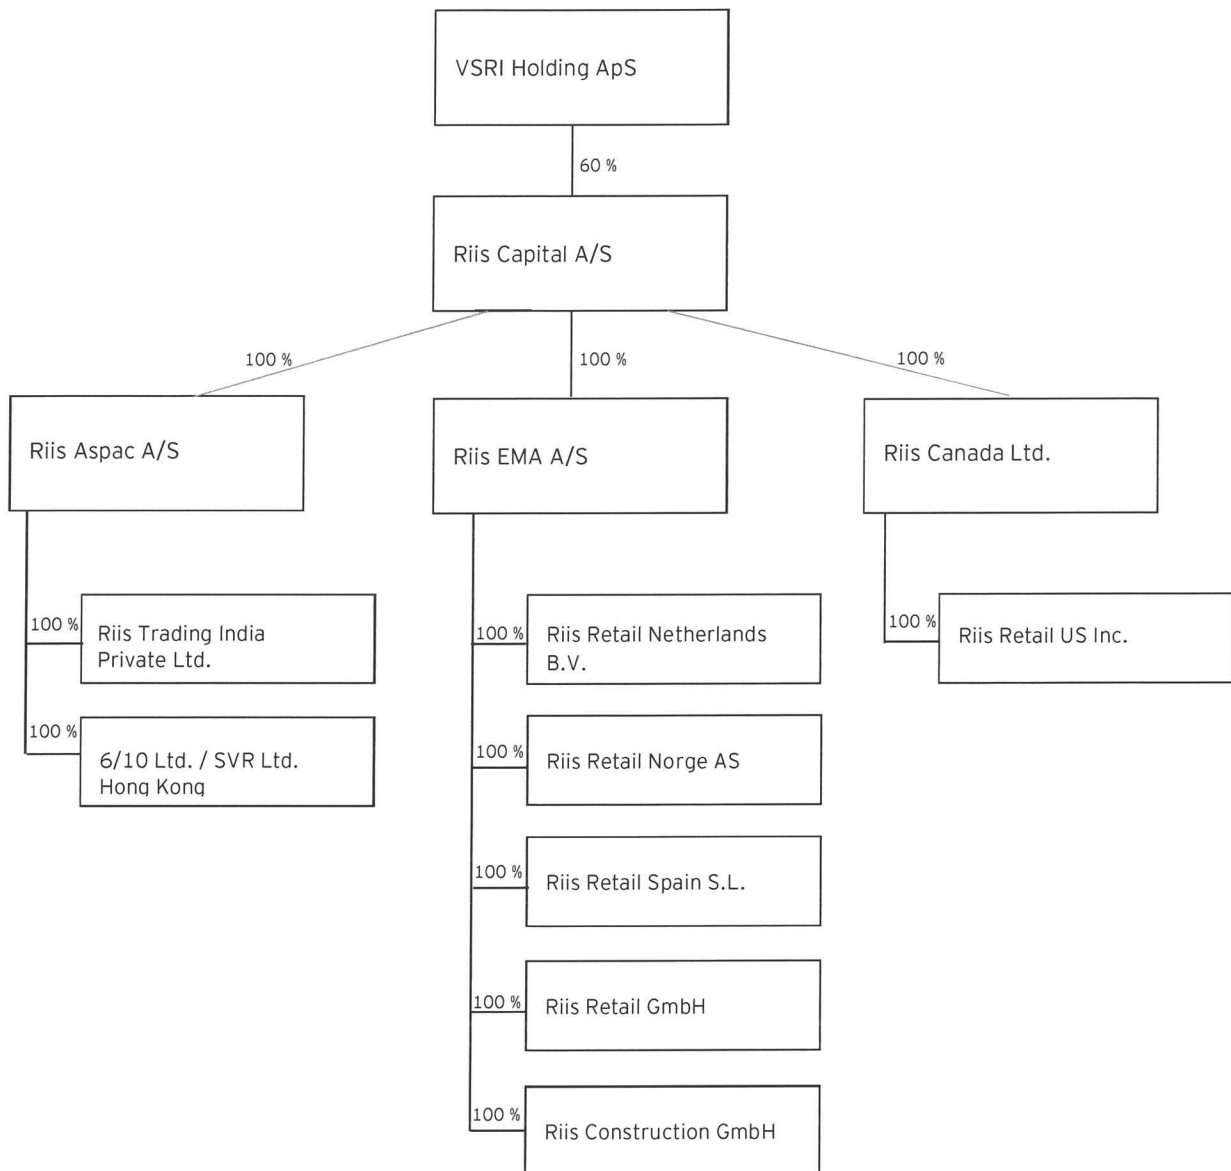 VSRI Holding ApS
60 %
Riis Capital A/S
100 %
100 %
100 %
Riis Aspac A/S
Riis EMA A/S
Riis Canada Ltd.
100 %
Riis Trading India
Private Ltd.
100 %
6/10 Ltd. / SVR Ltd.
Hong Kong
100 %
Riis Retail Netherlands
B.V.
100 %
Riis Retail Norge AS
100 %
Riis Retail Spain S.L.
100 %
Riis Retail GmbH
100 %
Riis Construction GmbH
100 %
Riis Retail US Inc.